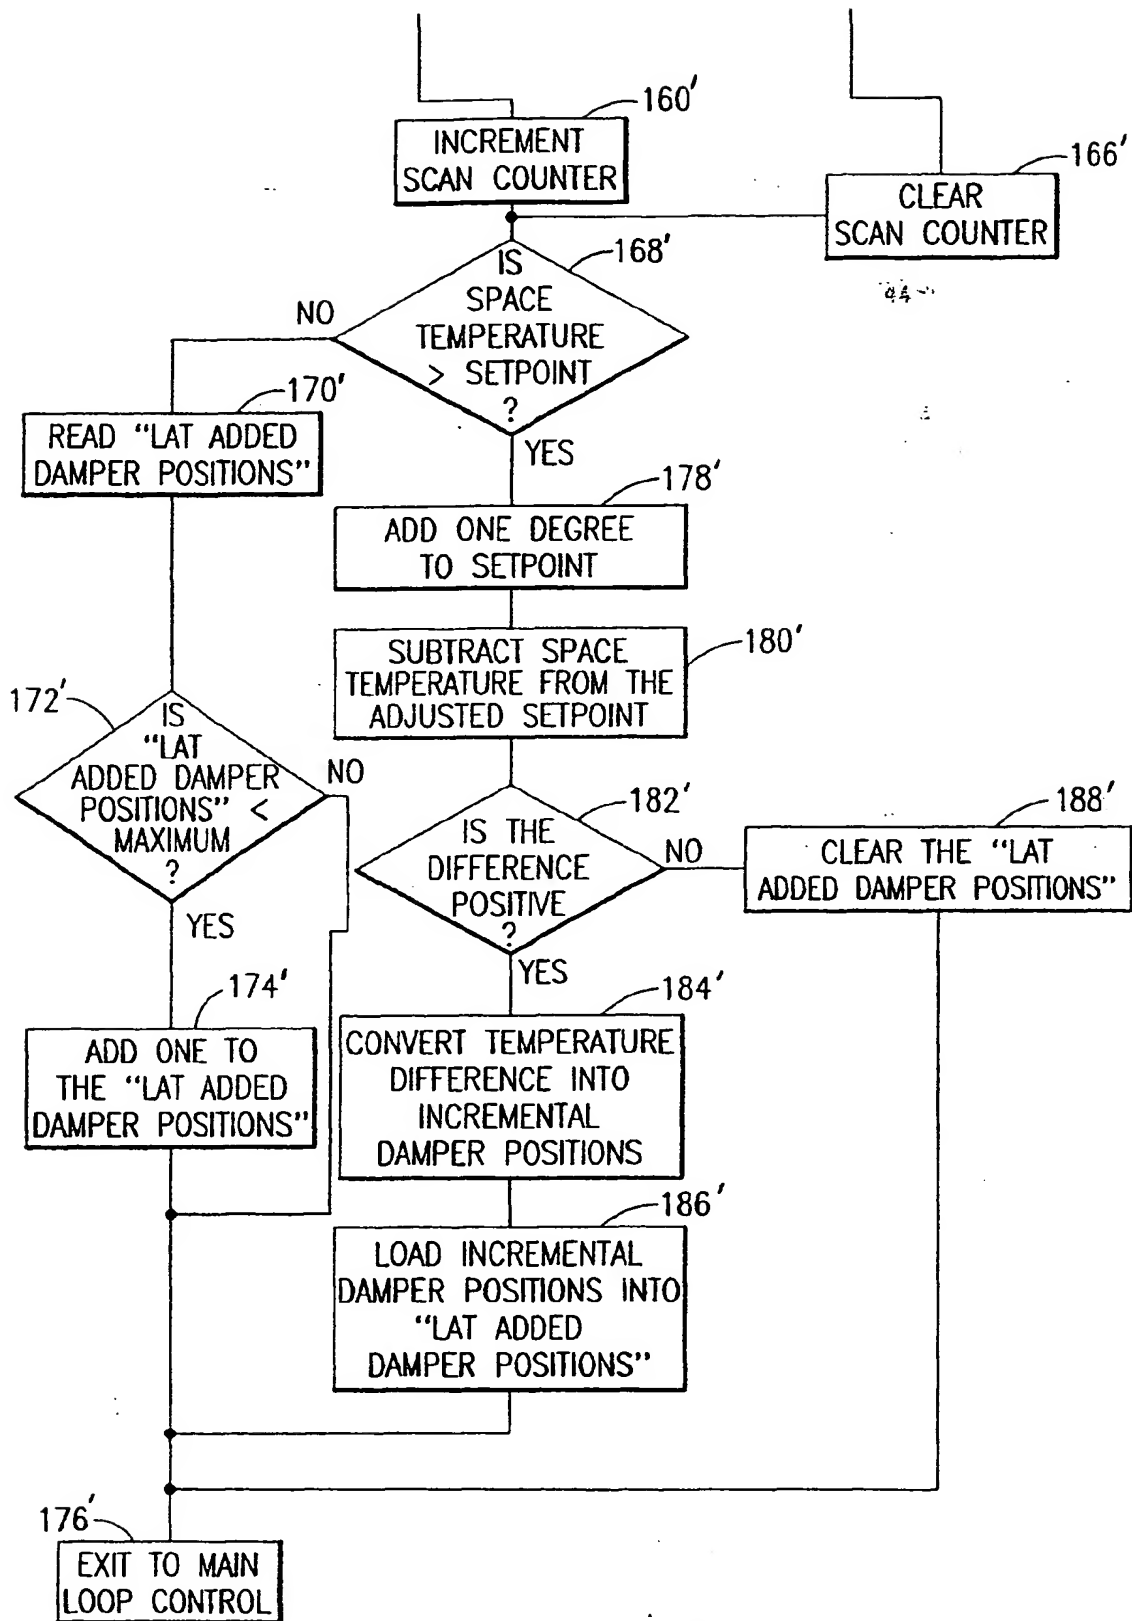 160'
INCREMENT
SCAN COUNTER
166'
CLEAR
SCAN COUNTER
168'
IS
SPACE
TEMPERATURE
> SETPOINT
?
NO
YES
170'
READ "LAT ADDED
DAMPER POSITIONS"
178'
ADD ONE DEGREE
TO SETPOINT
180'
SUBTRACT SPACE
TEMPERATURE FROM THE
ADJUSTED SETPOINT
172'
IS
"LAT
ADDED DAMPER
POSITIONS" <
MAXIMUM
?
NO
YES
182'
IS THE
DIFFERENCE
POSITIVE
?
NO
YES
188'
CLEAR THE "LAT
ADDED DAMPER POSITIONS"
174'
ADD ONE TO
THE "LAT ADDED
DAMPER POSITIONS"
184'
CONVERT TEMPERATURE
DIFFERENCE INTO
INCREMENTAL
DAMPER POSITIONS
186'
LOAD INCREMENTAL
DAMPER POSITIONS INTO
"LAT ADDED
DAMPER POSITIONS"
176'
EXIT TO MAIN
LOOP CONTROL